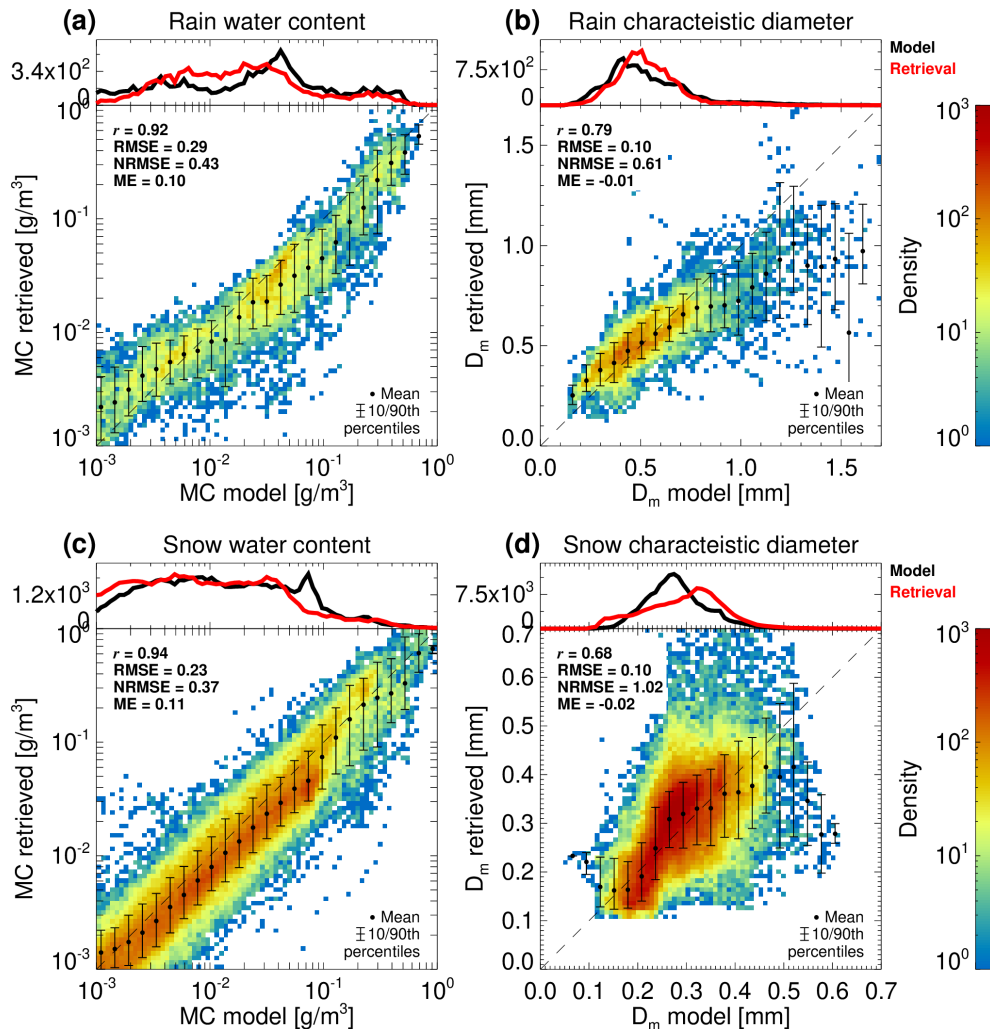 (a) Rain water content
3.4x10²
0
10⁰
10⁻¹
10⁻²
10⁻³
MC retrieved [g/m³]
r = 0.92
RMSE = 0.29
NRMSE = 0.43
ME = 0.10
• Mean
10/90th
percentiles
10⁻³ 10⁻² 10⁻¹ 10⁰
MC model [g/m³]
(b) Rain characteistic diameter
Model
Retrieval
7.5x10²
0
1.5
1.0
0.5
0.0
Dₘ retrieved [mm]
r = 0.79
RMSE = 0.10
NRMSE = 0.61
ME = -0.01
• Mean
10/90th
percentiles
0.0 0.5 1.0 1.5
Dₘ model [mm]
10³
10²
10¹
10⁰
Density
(c) Snow water content
1.2x10³
0
10⁰
10⁻¹
10⁻²
10⁻³
MC retrieved [g/m³]
r = 0.94
RMSE = 0.23
NRMSE = 0.37
ME = 0.11
• Mean
10/90th
percentiles
10⁻³ 10⁻² 10⁻¹ 10⁰
MC model [g/m³]
(d) Snow characteistic diameter
Model
Retrieval
7.5x10³
0
0.7
0.6
0.5
0.4
0.3
0.2
0.1
0.0
Dₘ retrieved [mm]
r = 0.68
RMSE = 0.10
NRMSE = 1.02
ME = -0.02
• Mean
10/90th
percentiles
0.0 0.1 0.2 0.3 0.4 0.5 0.6 0.7
Dₘ model [mm]
10³
10²
10¹
10⁰
Density